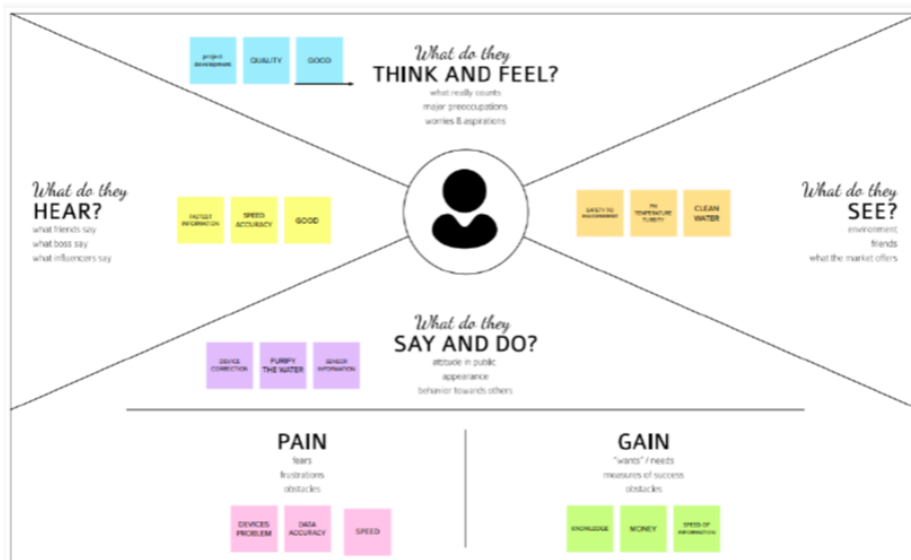 project
development
QUALITY
GOOD
What do they
THINK AND FEEL?
what really counts
major preoccupations
worries & aspirations
What do they
HEAR?
what friends say
what boss say
what influencers say
FASTEST
INFORMATION
SPEED
ACCURACY
GOOD
SAFETY TO
TEMPERATURE
CLEAN
WATER
What do they
SEE?
environment
friends
what the market offers
What do they
SAY AND DO?
attitude in public
appearance
behavior towards others
DEVICE
PURIFY
THE WATER
SENSOR
INFORMATION
PAIN
fears
frustrations
obstacles
DEVICES
PROBLEM
DATA
ACCURACY
SPEED
GAIN
"wants" / needs
measures of success
obstacles
KNOWLEDGE
MONEY
SPEED OF
INFORMATION